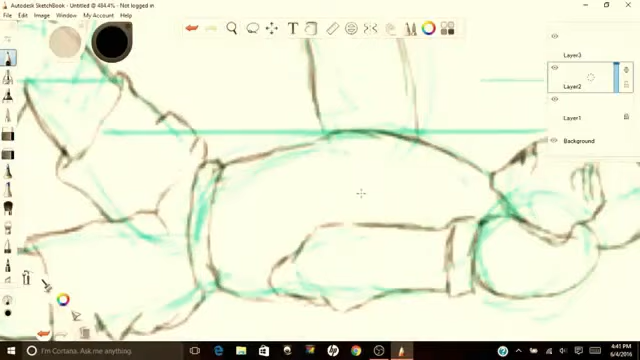 Autodesk SketchBook - Untitled @ 484.4% - Not logged in
File Edit Image Window My Account Help
T
Layer3
Layer2
Layer1
Background
I'm Cortana. Ask me anything.
4:41 PM
6/4/2016